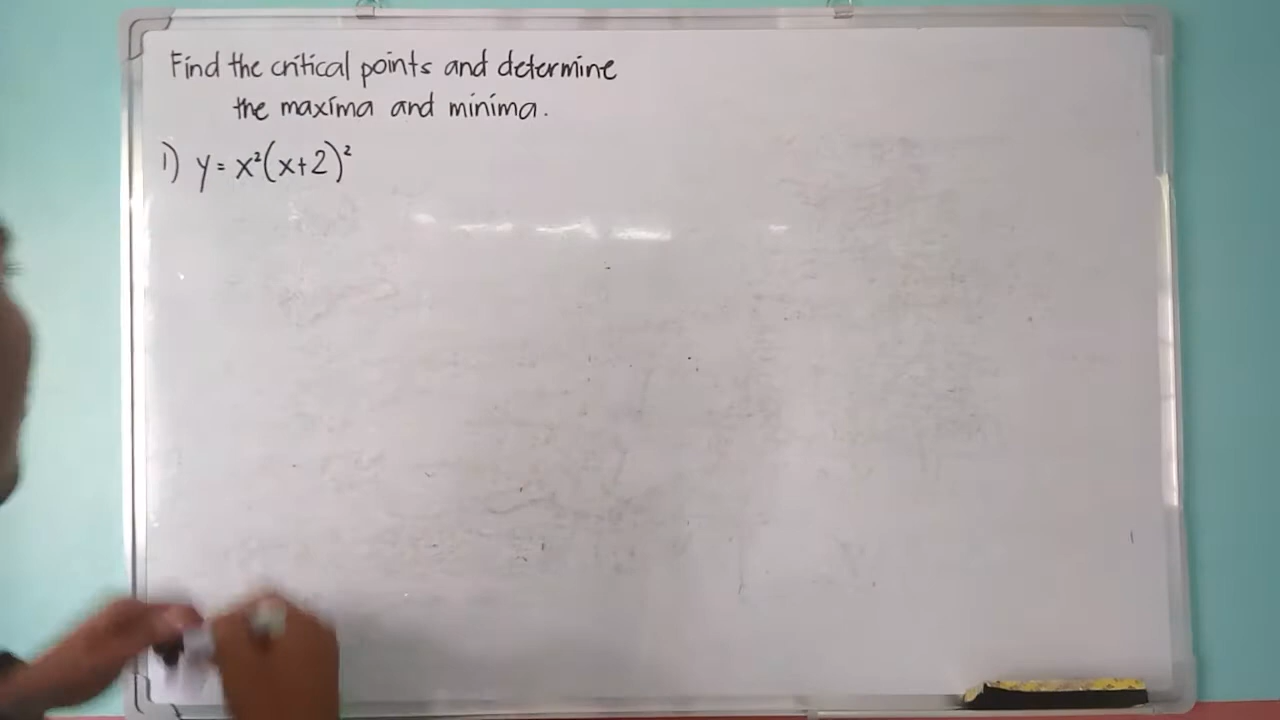 Find the critical points and determine
the maxima and minima.
1) y = x²(x+2)²